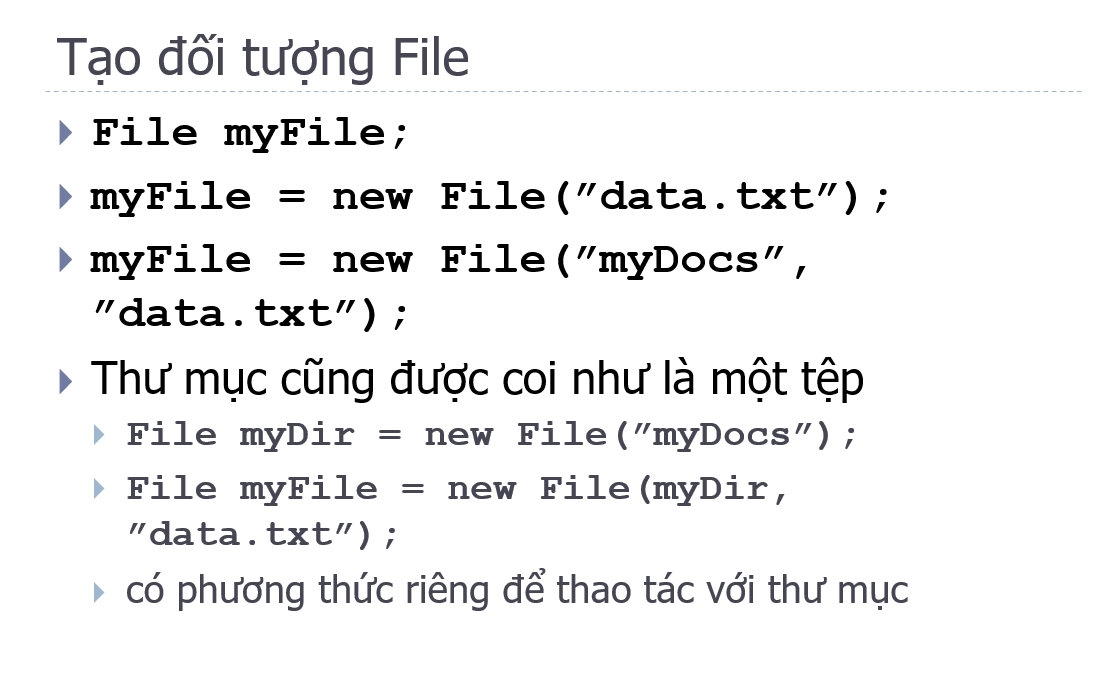 Tạo đối tượng File
File myFile;
myFile = new File(”data.txt”);
myFile = new File(”myDocs”,
”data.txt”);
Thư mục cũng được coi như là một tệp
File myDir = new File(”myDocs”);
File myFile = new File(myDir,
”data.txt”);
có phương thức riêng để thao tác với thư mục